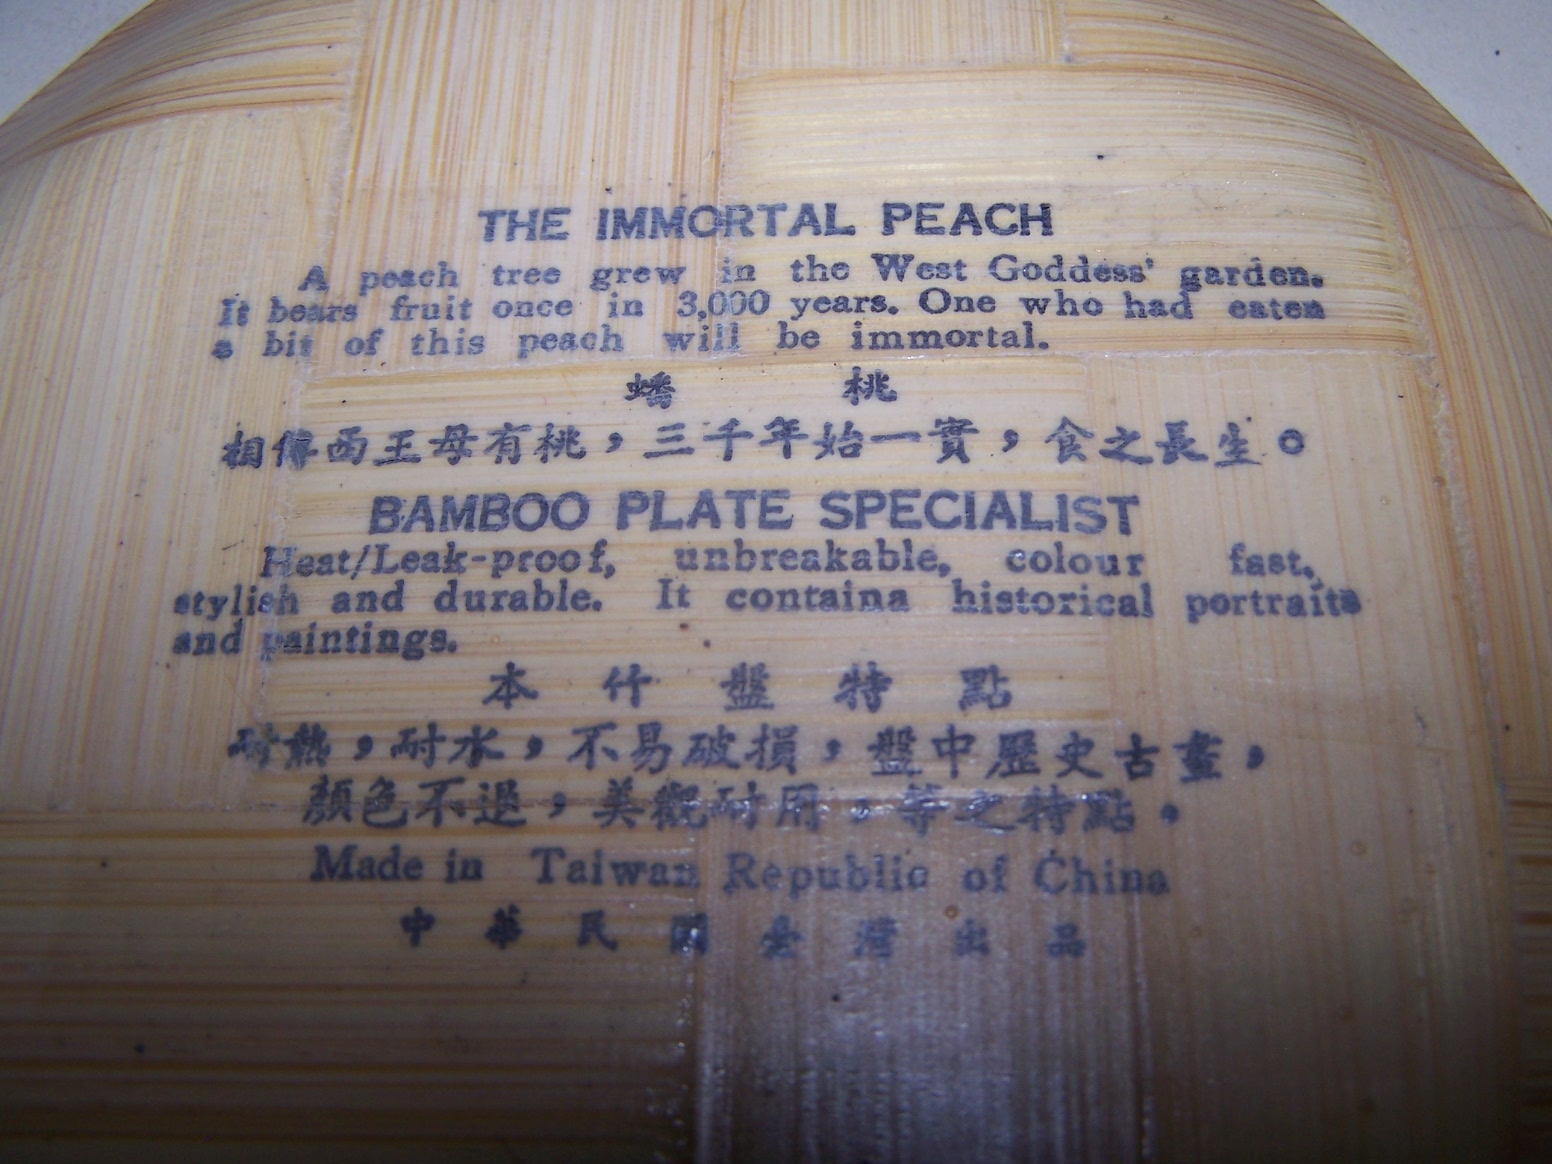 THE IMMORTAL PEACH
A peach tree grew in the West Goddess' garden.
It bears fruit once in 3,000 years. One who had eaten
a bit of this peach will be immortal.
蟠 桃
相傳西王母有桃，三千年始一實，食之長生。
BAMBOO PLATE SPECIALIST
Heat/Leak-proof, unbreakable, colour fast,
stylish and durable. It containa historical portraits
and paintings.
本 竹 盤 特 點
耐熱，耐水，不易破損，盤中歷史古畫，
顏色不退，美觀耐用，等之特點。
Made in Taiwan Republic of China
中 華 民 國 臺 灣 出 品